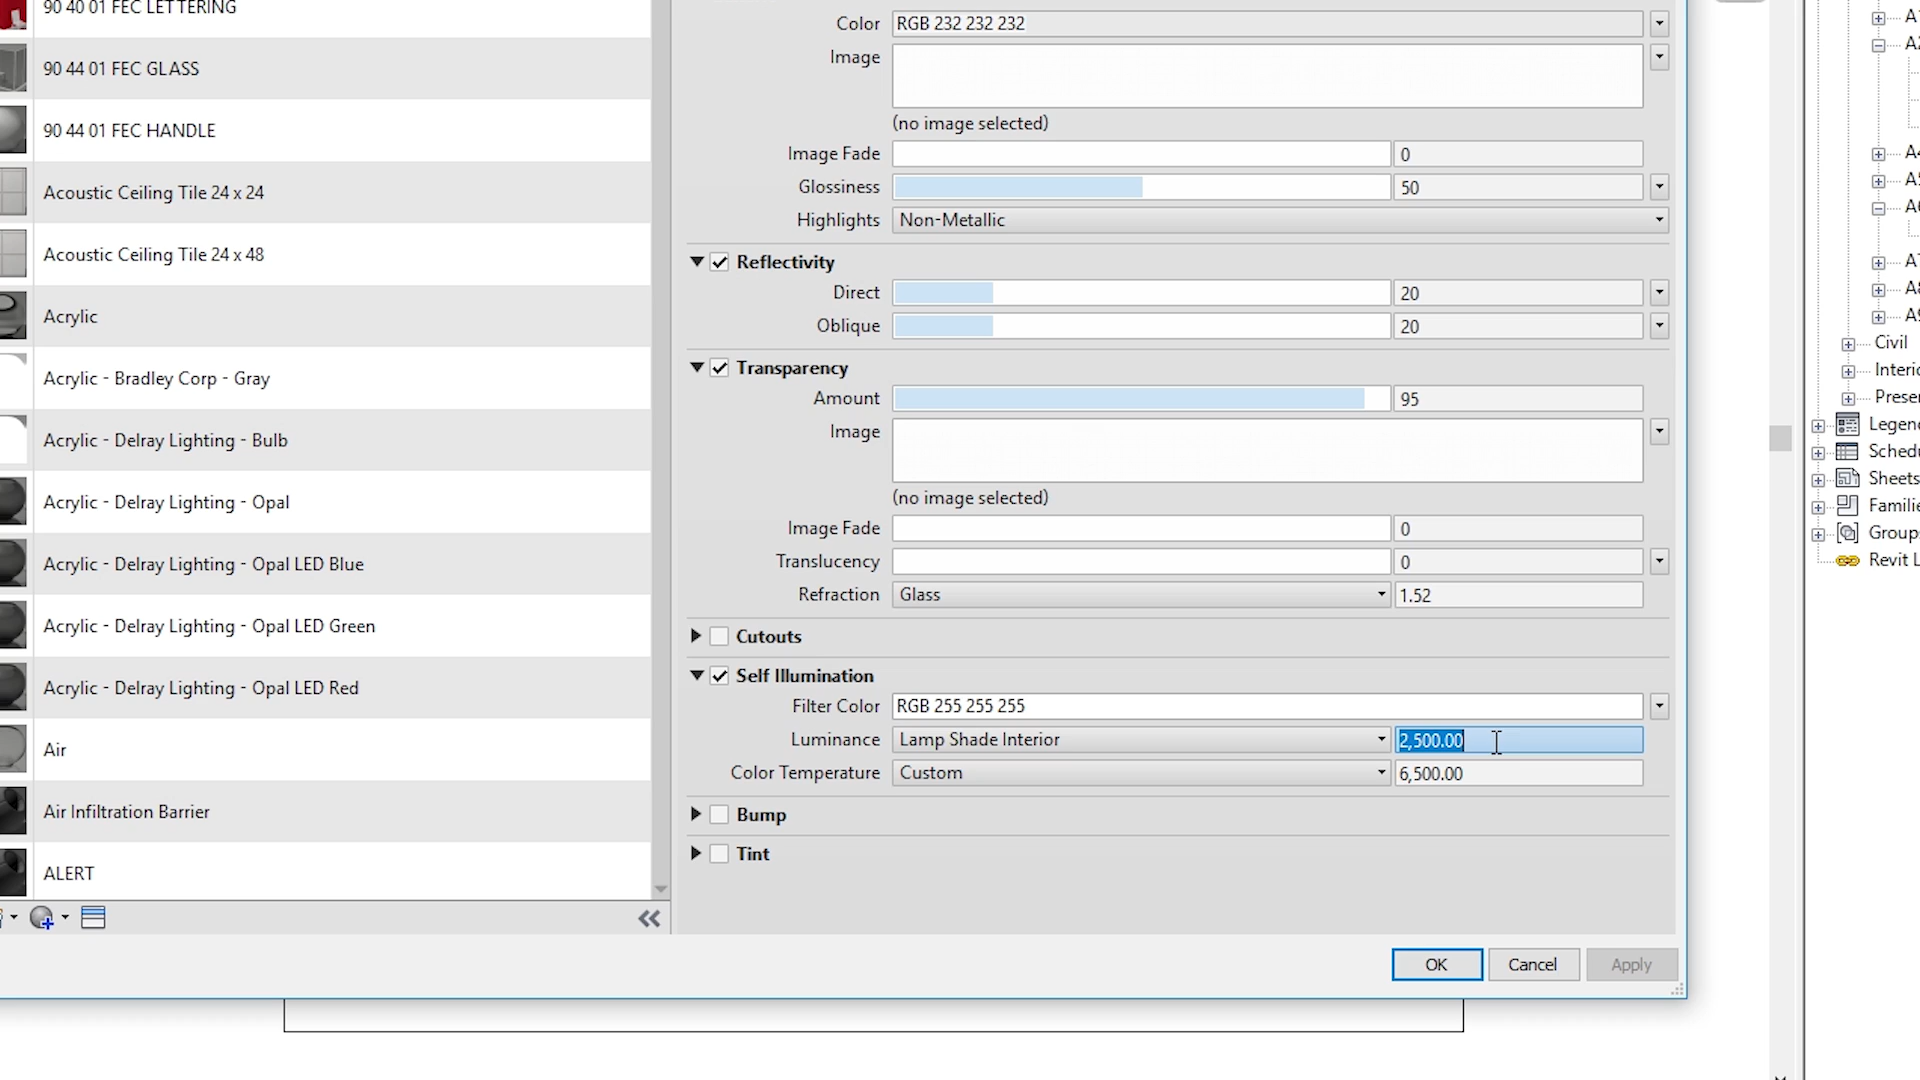 90 40 01 FEC LETTERING
90 44 01 FEC GLASS
90 44 01 FEC HANDLE
Acoustic Ceiling Tile 24 x 24
Acoustic Ceiling Tile 24 x 48
Acrylic
Acrylic - Bradley Corp - Gray
Acrylic - Delray Lighting - Bulb
Acrylic - Delray Lighting - Opal
Acrylic - Delray Lighting - Opal LED Blue
Acrylic - Delray Lighting - Opal LED Green
Acrylic - Delray Lighting - Opal LED Red
Air
Air Infiltration Barrier
ALERT
Color RGB 232 232 232
Image
(no image selected)
Image Fade 0
Glossiness 50
Highlights Non-Metallic
Reflectivity
Direct 20
Oblique 20
Transparency
Amount 95
Image
(no image selected)
Image Fade 0
Translucency 0
Refraction Glass 1.52
Cutouts
Self Illumination
Filter Color RGB 255 255 255
Luminance Lamp Shade Interior 2,500.00
Color Temperature Custom 6,500.00
Bump
Tint
OK Cancel Apply
Civil